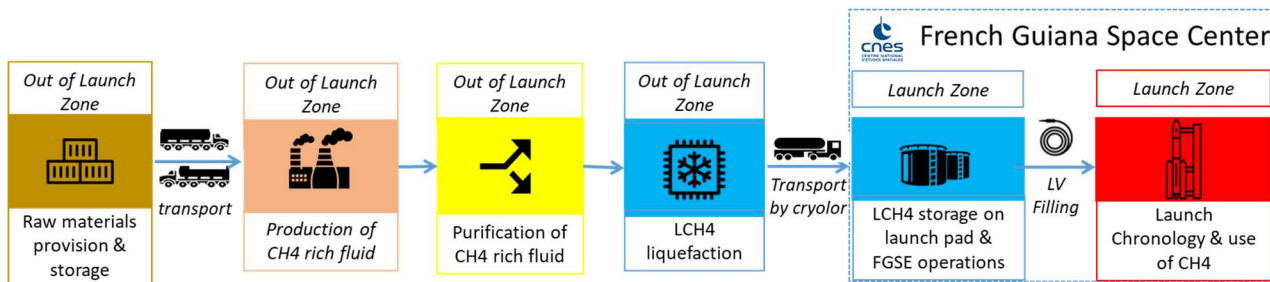 French Guiana Space Center
cnes
CENTRE NATIONAL
D'ÉTUDES SPATIALES
Out of Launch
Zone
Raw materials
provision &
storage
transport
Out of Launch
Zone
Production of
CH4 rich fluid
Out of Launch
Zone
Purification of
CH4 rich fluid
Out of Launch
Zone
LCH4
liquefaction
Transport
by cryolor
Launch Zone
LCH4 storage on
launch pad &
FGSE operations
LV
Filling
Launch Zone
Launch
Chronology & use
of CH4